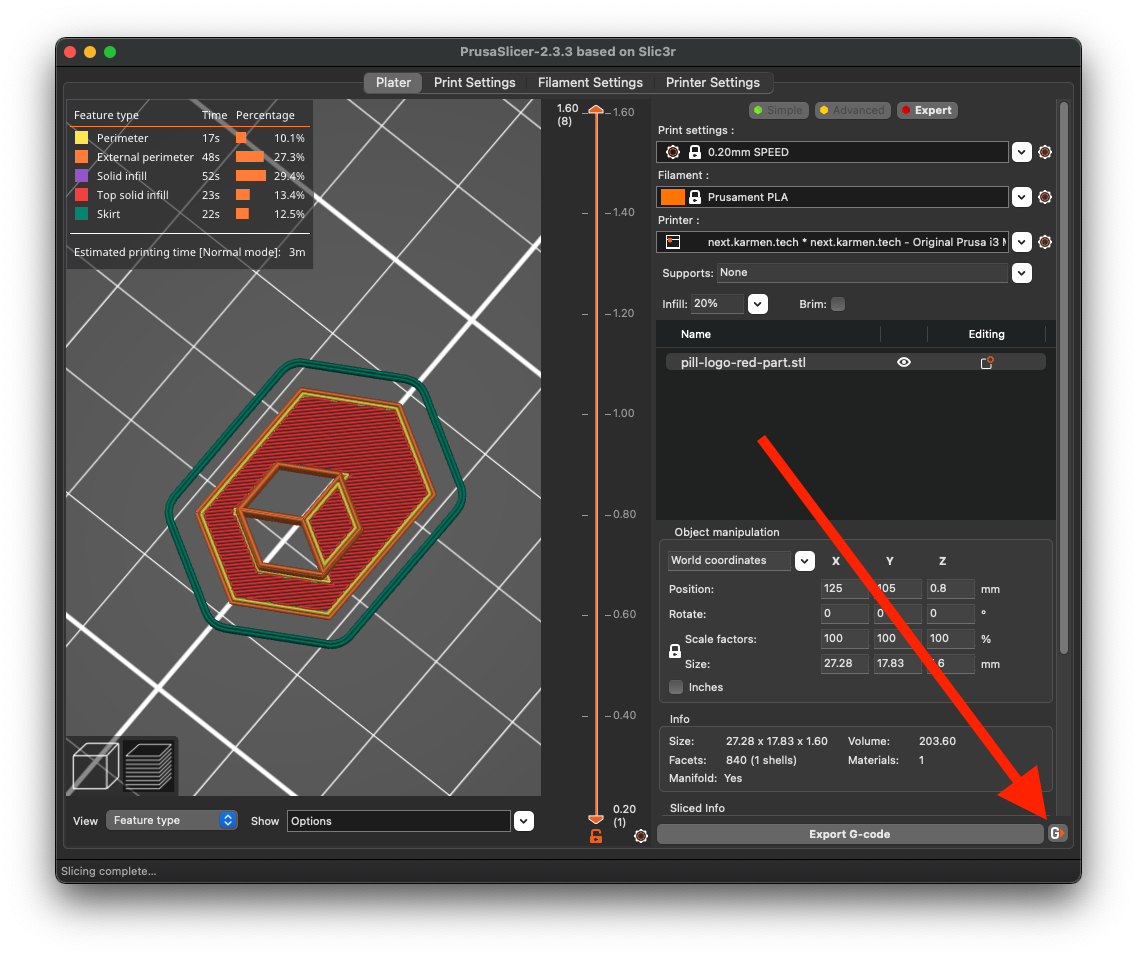 PrusaSlicer-2.3.3 based on Slic3r
Plater Print Settings Filament Settings Printer Settings
Feature type Time Percentage
Perimeter 17s 10.1%
External perimeter 48s 27.3%
Solid infill 52s 29.4%
Top solid infill 23s 13.4%
Skirt 22s 12.5%
Estimated printing time [Normal mode]: 3m
1.60
(8)
1.60
1.40
1.20
1.00
0.80
0.60
0.40
0.20
(1)
Simple Advanced Expert
Print settings :
0.20mm SPEED
Filament :
Prusament PLA
Printer :
next.karmen.tech * next.karmen.tech - Original Prusa i3
Supports: None
Infill: 20% Brim:
Name Editing
pill-logo-red-part.stl
Object manipulation
World coordinates X Y Z
Position: 125 105 0.8 mm
Rotate: 0 0 0 °
Scale factors: 100 100 100 %
Size: 27.28 17.83 mm
Inches
Info
Size: 27.28 x 17.83 x 1.60 Volume: 203.60
Facets: 840 (1 shells) Materials: 1
Manifold: Yes
Sliced Info
View Feature type Show Options
Export G-code G
Slicing complete...